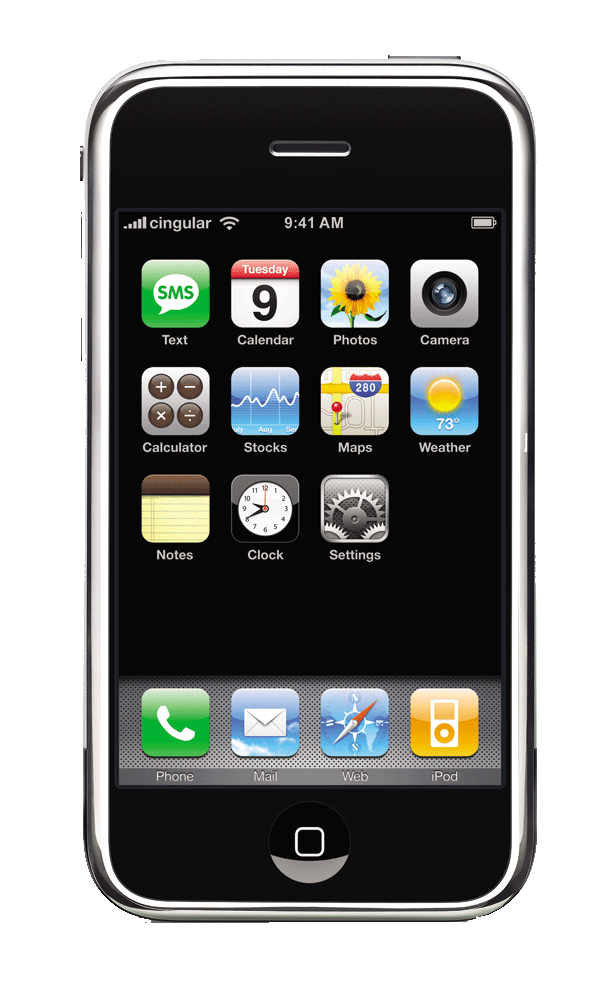 cingular 9:41 AM
SMS
Tuesday
9
Text Calendar Photos Camera
280
73°
Calculator Stocks Maps Weather
Notes Clock Settings
Phone Mail Web iPod